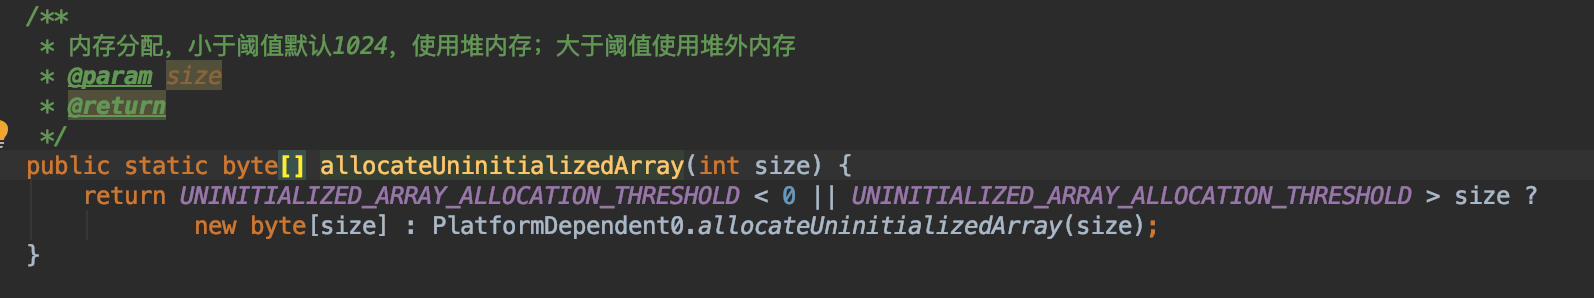 /**
 * 内存分配，小于阈值默认1024，使用堆内存；大于阈值使用堆外内存
 * @param size
 * @return
 */
public static byte[] allocateUninitializedArray(int size) {
    return UNINITIALIZED_ARRAY_ALLOCATION_THRESHOLD < 0 || UNINITIALIZED_ARRAY_ALLOCATION_THRESHOLD > size ?
            new byte[size] : PlatformDependent0.allocateUninitializedArray(size);
}